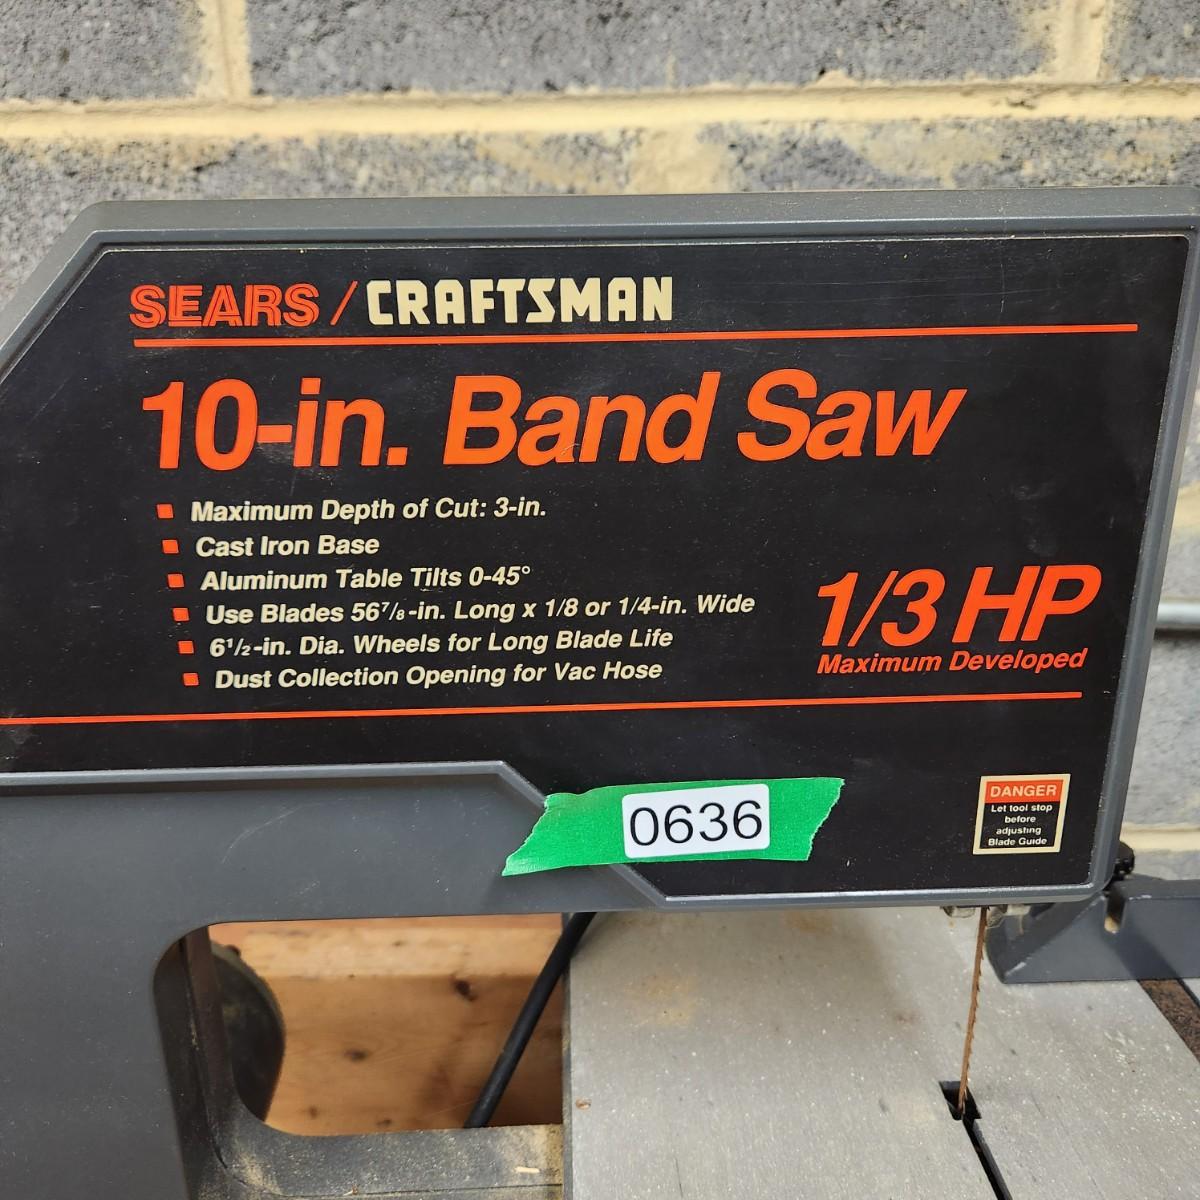 SEARS / CRAFTSMAN
10-in. Band Saw
Maximum Depth of Cut: 3-in.
Cast Iron Base
Aluminum Table Tilts 0-45°
Use Blades 56⁷/₈-in. Long x 1/8 or 1/4-in. Wide
6¹/₂-in. Dia. Wheels for Long Blade Life
Dust Collection Opening for Vac Hose
1/3 HP
Maximum Developed
0636
DANGER
Let tool stop
before
adjusting
Blade Guide